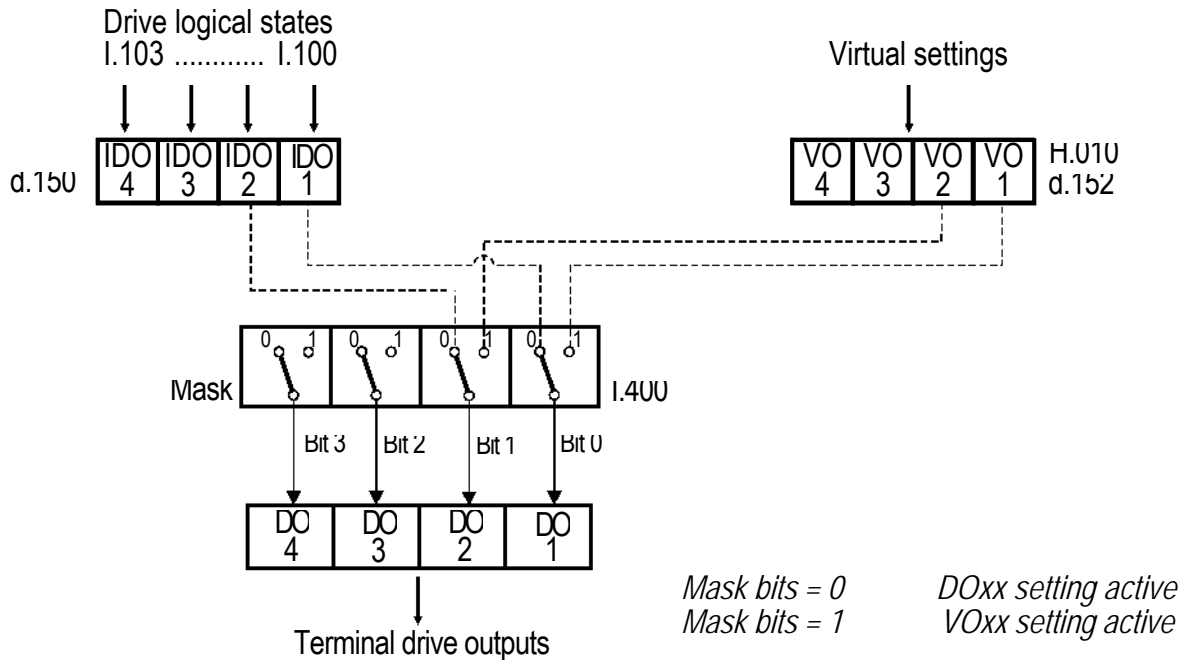 Drive logical states
I.103 ............ I.100
Virtual settings
d.150
IDO 4
IDO 3
IDO 2
IDO 1
VO 4
VO 3
VO 2
VO 1
H.010
d.152
0 1
0 1
0 1
0 1
Mask
I.400
Bit 3
Bit 2
Bit 1
Bit 0
DO 4
DO 3
DO 2
DO 1
Mask bits = 0 DOxx setting active
Mask bits = 1 VOxx setting active
Terminal drive outputs